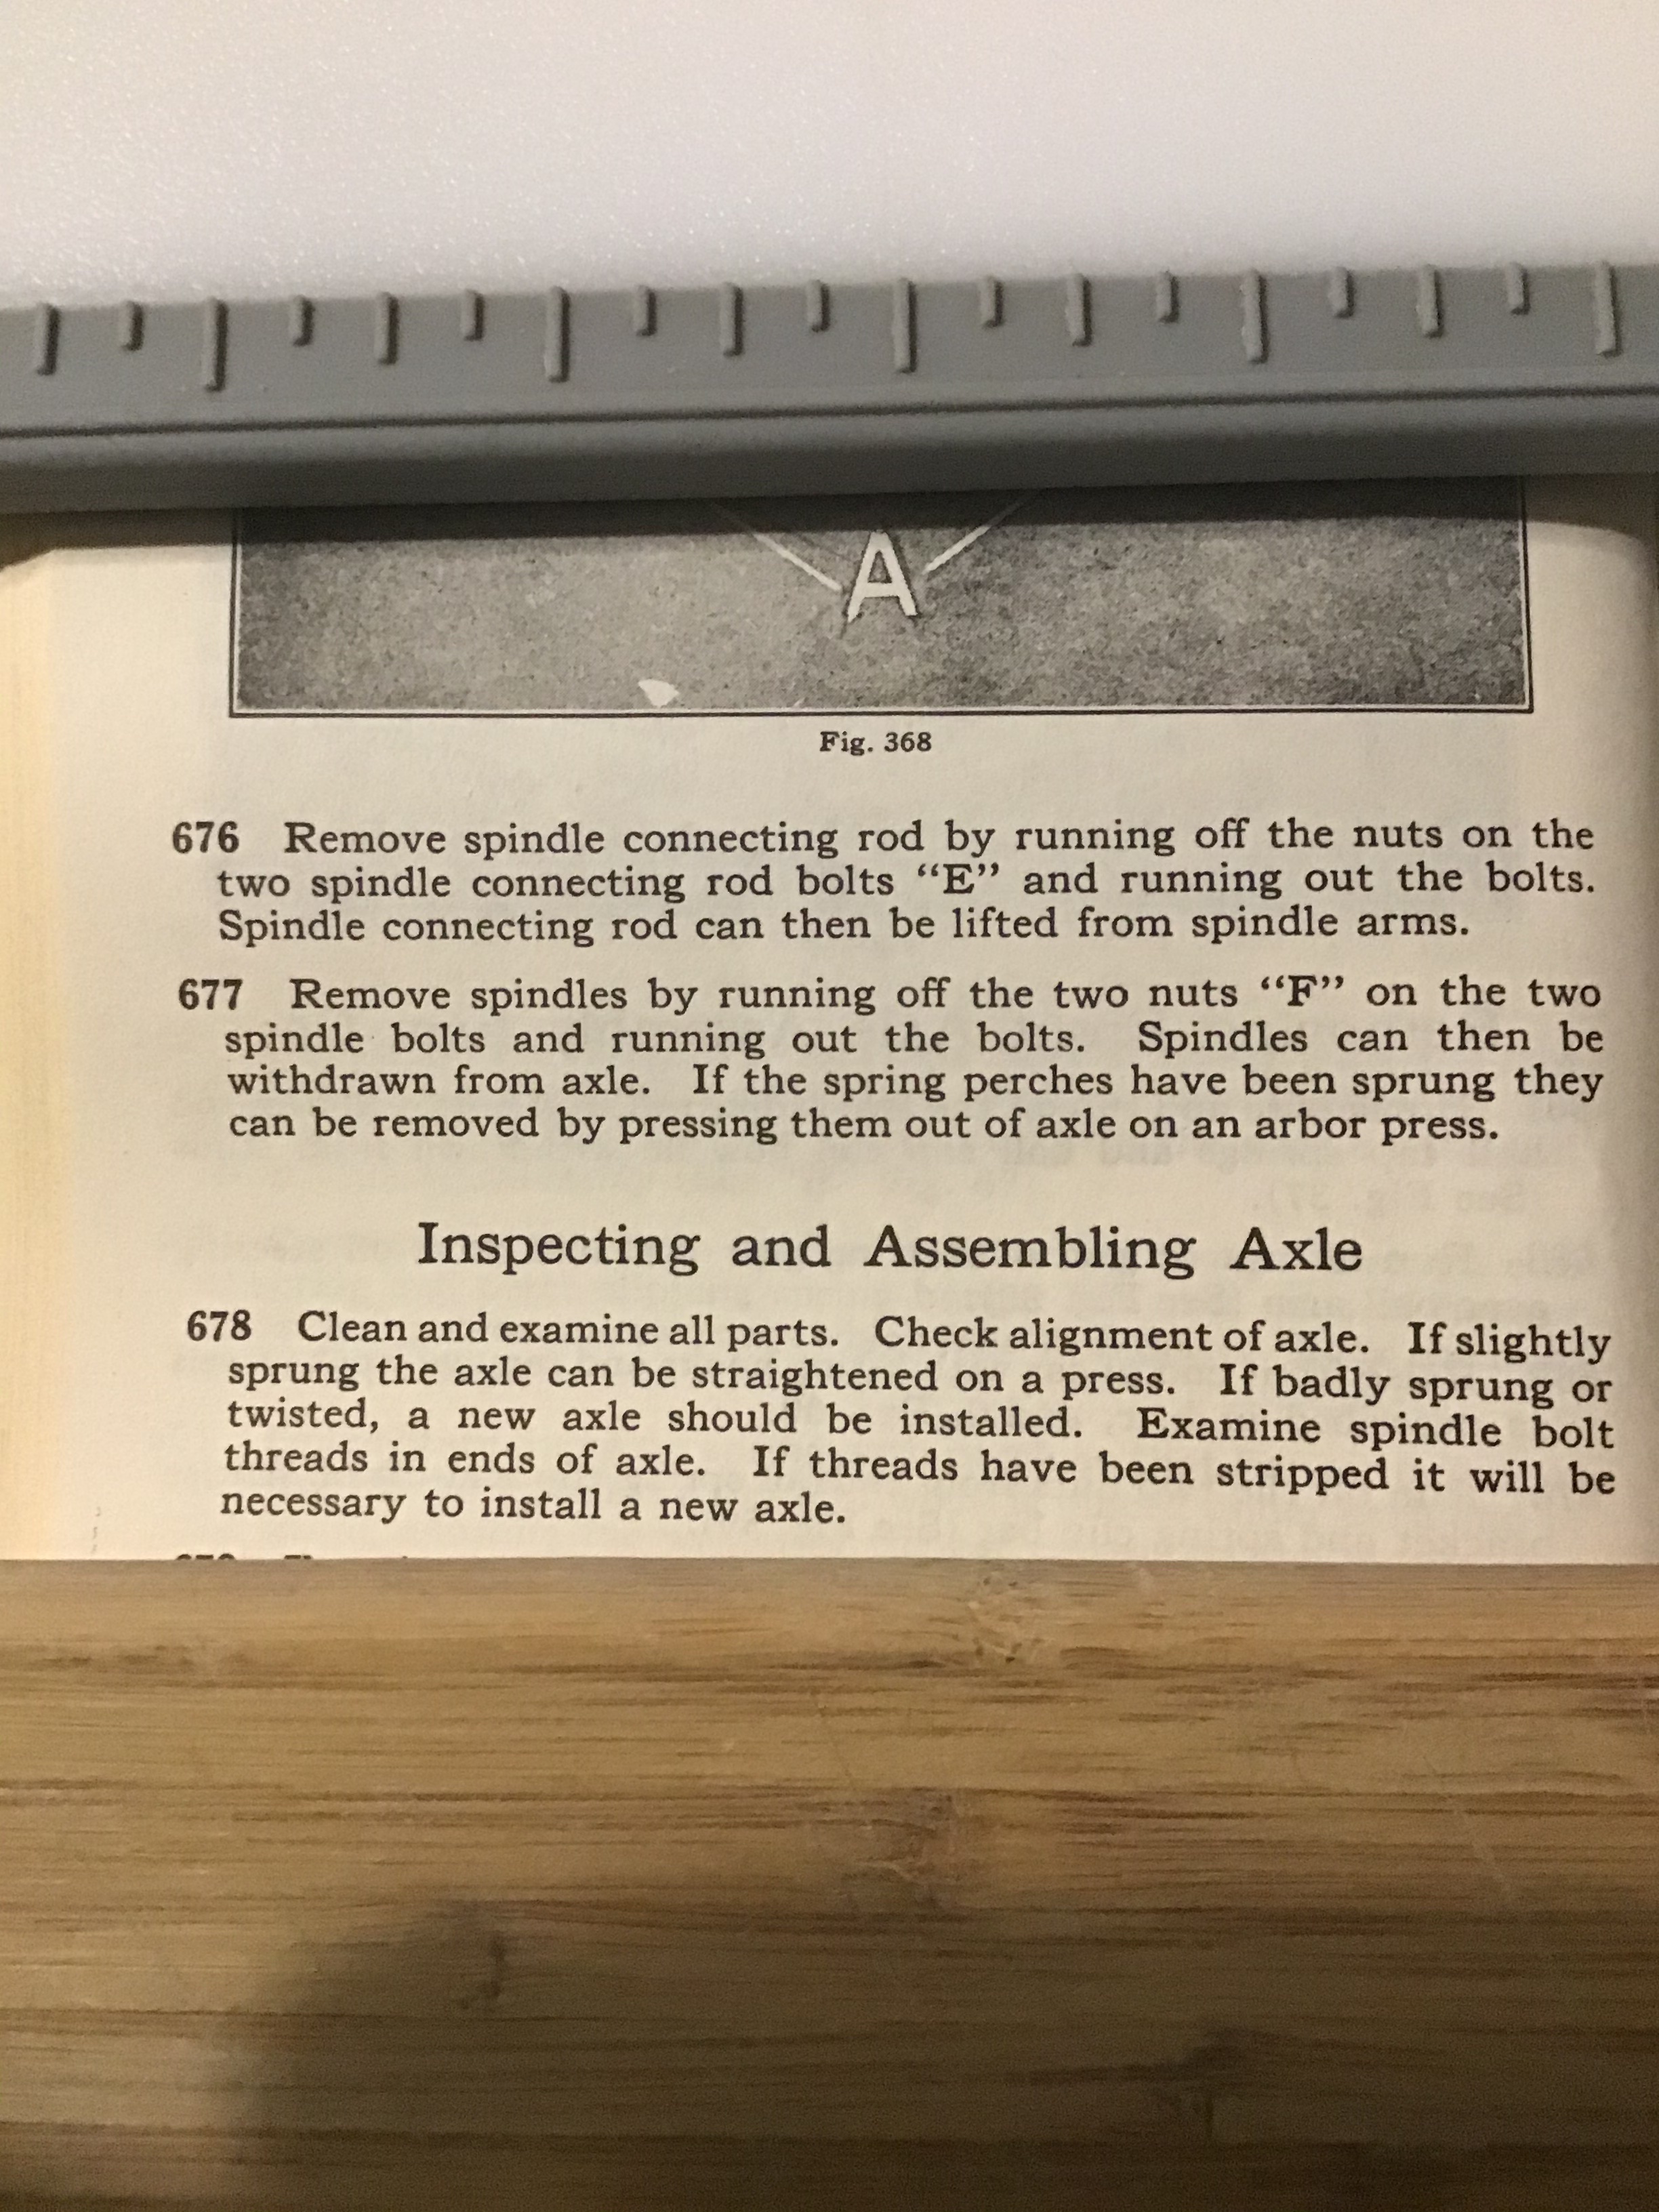 A
Fig. 368
676 Remove spindle connecting rod by running off the nuts on the
two spindle connecting rod bolts “E” and running out the bolts.
Spindle connecting rod can then be lifted from spindle arms.
677 Remove spindles by running off the two nuts “F” on the two
spindle bolts and running out the bolts. Spindles can then be
withdrawn from axle. If the spring perches have been sprung they
can be removed by pressing them out of axle on an arbor press.
Inspecting and Assembling Axle
678 Clean and examine all parts. Check alignment of axle. If slightly
sprung the axle can be straightened on a press. If badly sprung or
twisted, a new axle should be installed. Examine spindle bolt
threads in ends of axle. If threads have been stripped it will be
necessary to install a new axle.